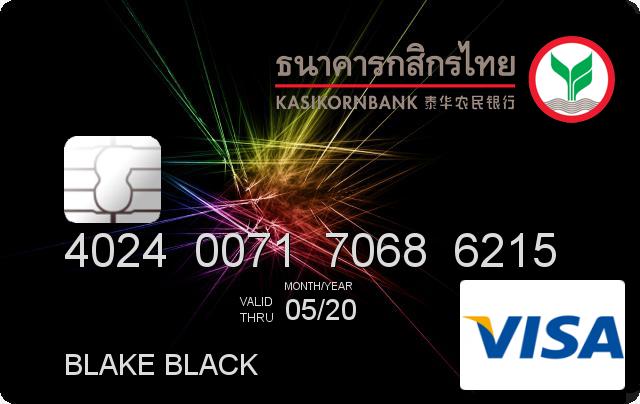 ธนาคารกสิกรไทย
KASIKORNBANK 泰华农民银行
4024 0071 7068 6215
MONTH/YEAR
VALID THRU 05/20
VISA
BLAKE BLACK